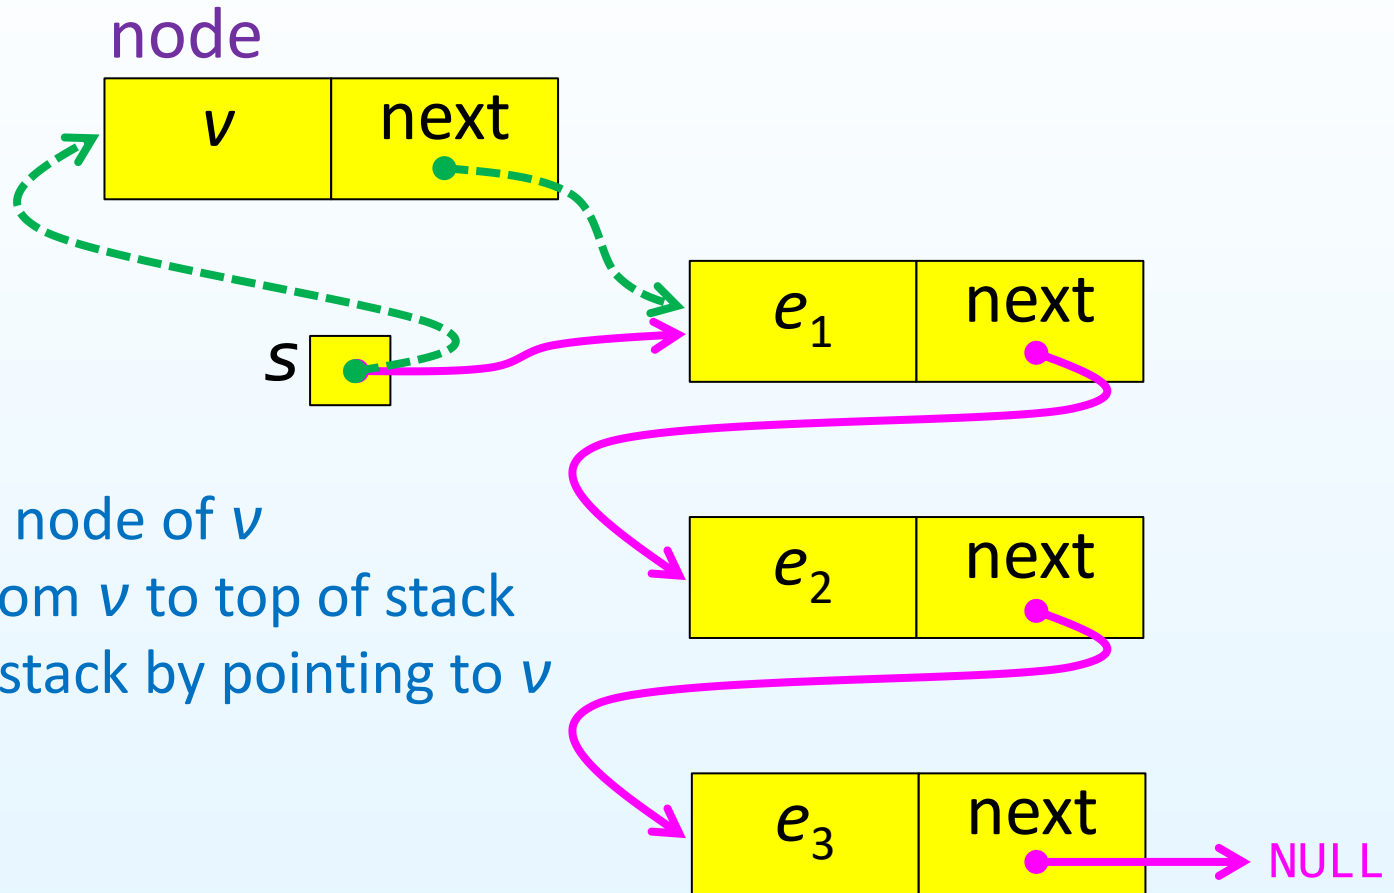 node
v next
e1 next
s
node of v
om v to top of stack
e2 next
stack by pointing to v
e3 next
NULL